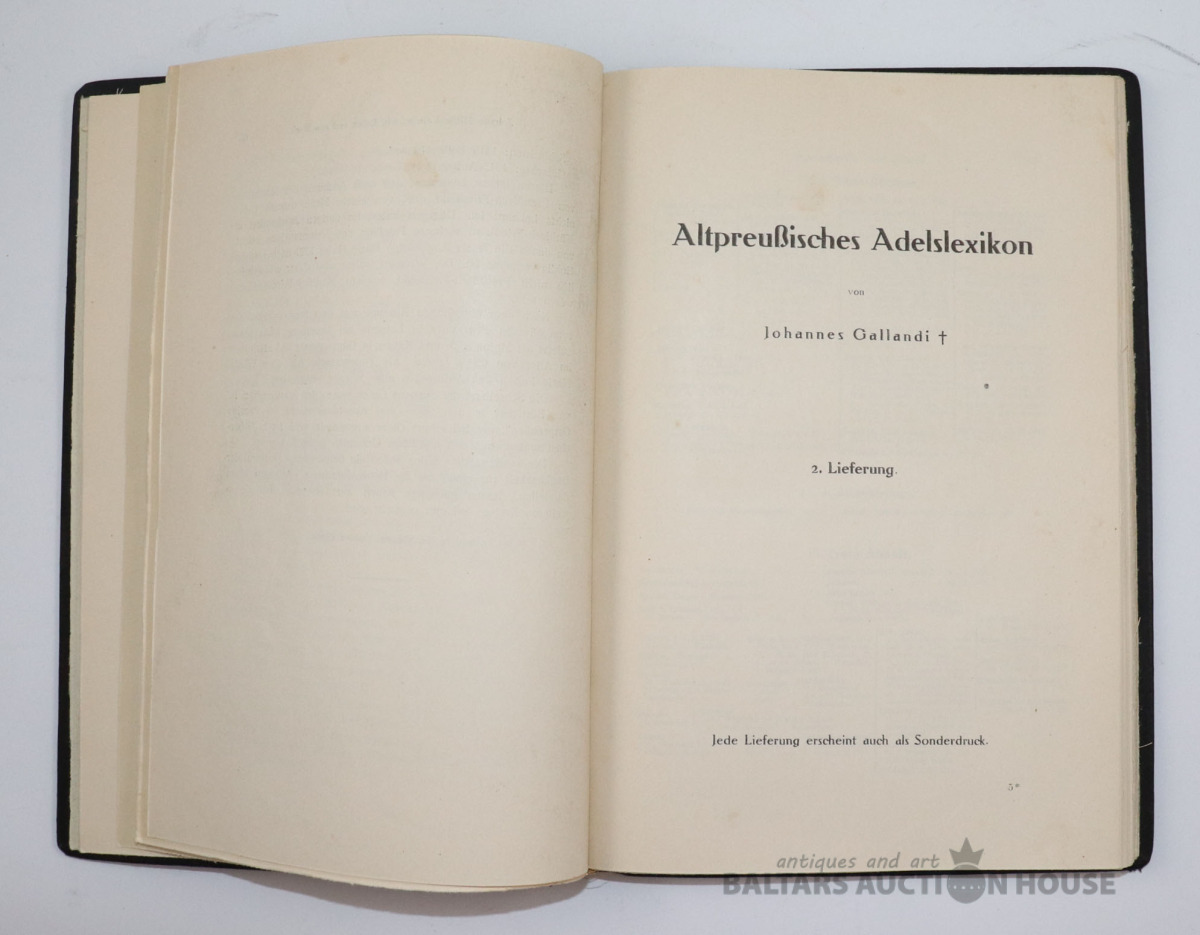 Altpreußisches Adelslexikon
von
Johannes Gallandi †
2. Lieferung.
Jede Lieferung erscheint auch als Sonderdruck.
5*
antiques and art
BALTARS AUCTION HOUSE